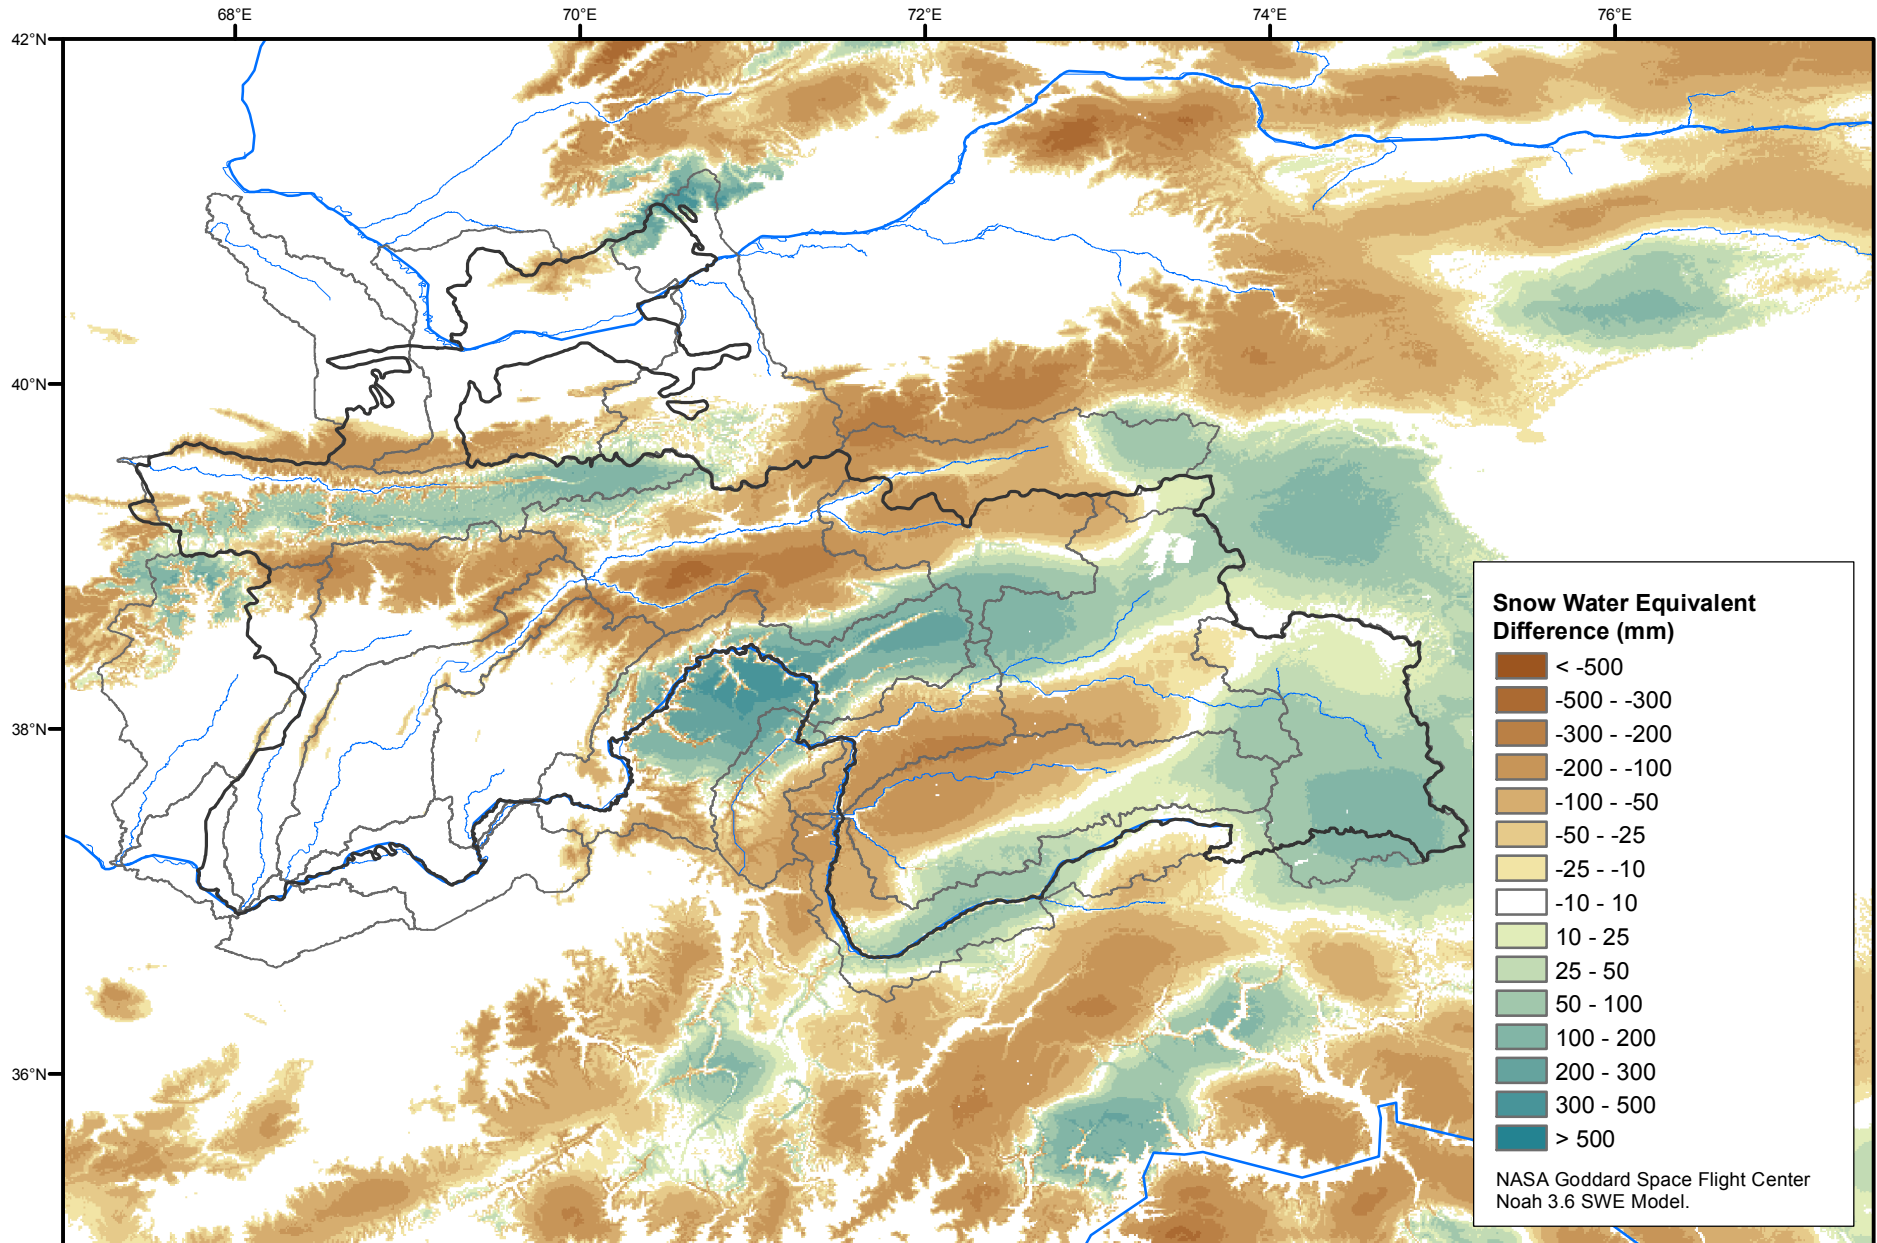 68°E 70°E 72°E 74°E 76°E
42°N
40°N
38°N
36°N
Snow Water Equivalent
Difference (mm)
< -500
-500 - -300
-300 - -200
-200 - -100
-100 - -50
-50 - -25
-25 - -10
-10 - 10
10 - 25
25 - 50
50 - 100
100 - 200
200 - 300
300 - 500
> 500
NASA Goddard Space Flight Center
Noah 3.6 SWE Model.